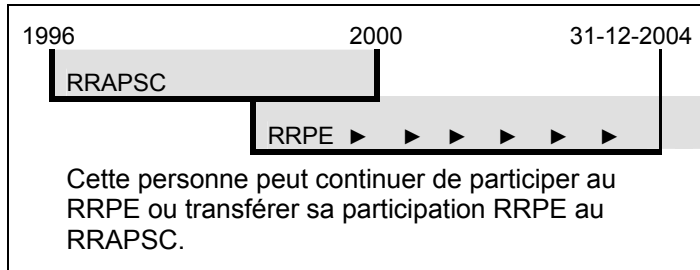 1996 2000 31-12-2004
RRAPSC
RRPE ► ► ► ► ► ►
Cette personne peut continuer de participer au
RRPE ou transférer sa participation RRPE au
RRAPSC.